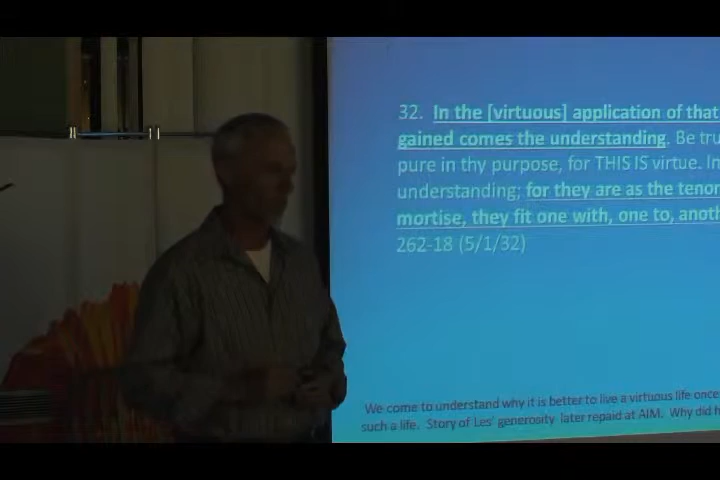 32. In the [virtuous] application of that
gained comes the understanding. Be tru
pure in thy purpose, for THIS IS virtue. In
understanding; for they are as the tenon
mortise, they fit one with, one to, anoth
262-18 (5/1/32)
We come to understand why it is better to live a virtuous life once
such a life. Story of Les' generosity later repaid at AIM. Why did h